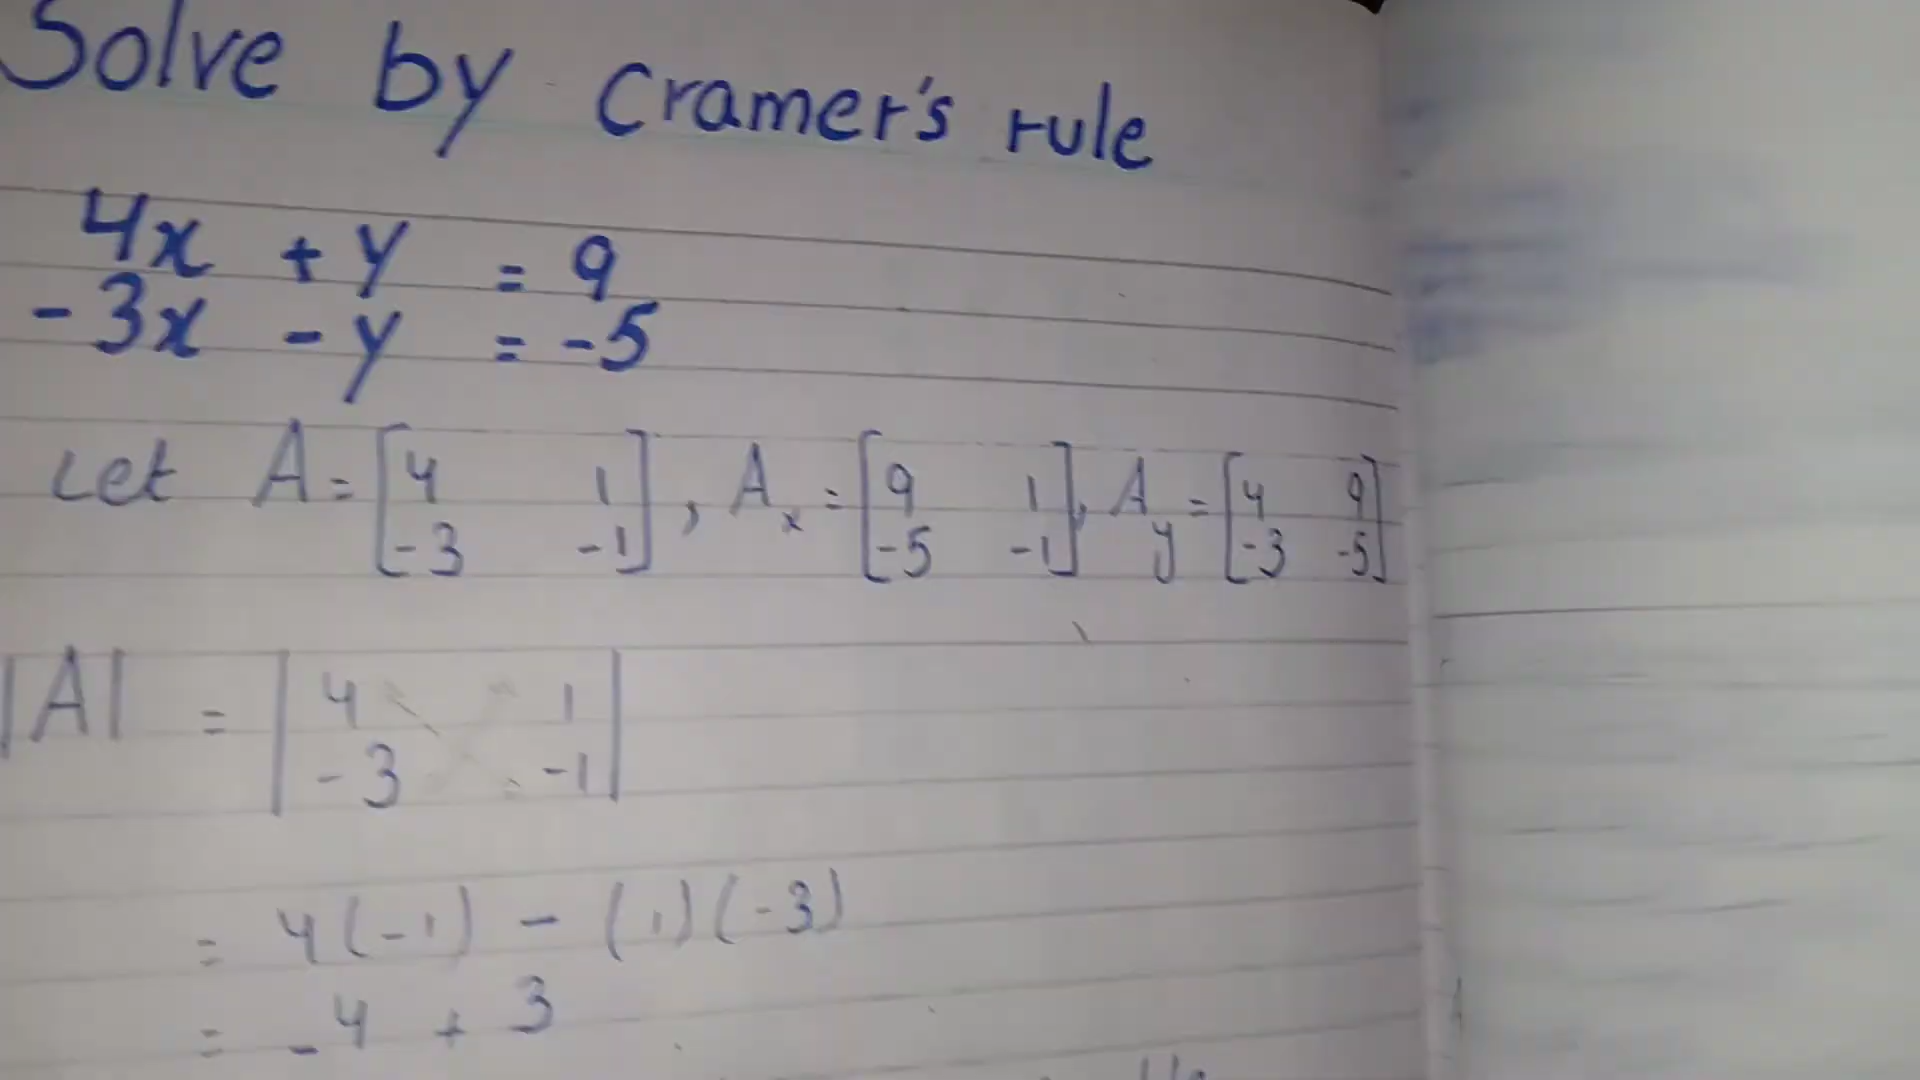 Solve by Cramer's rule
4x + y = 9
-3x - y = -5
Let A = [4 1 -3 -1], Ax = [9 1 -5 -1], Ay = [4 9 -3 -5]
|A| = |4 1 -3 -1|
= 4(-1) - (1)(-3)
= -4 + 3